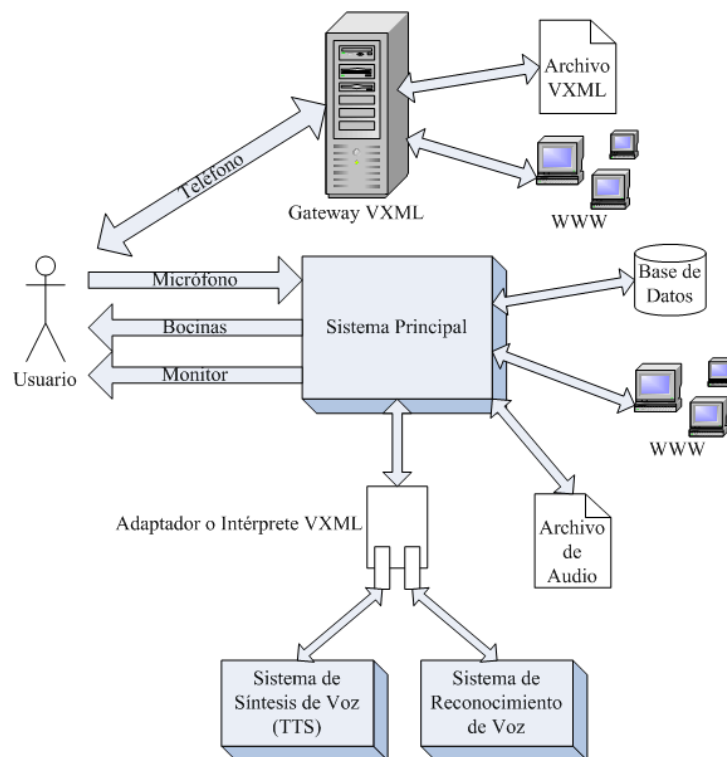 Archivo
VXML
Teléfono
Gateway VXML
WWW
Micrófono
Bocinas
Monitor
Usuario
Sistema Principal
Base de
Datos
WWW
Adaptador o Intérprete VXML
Archivo
de
Audio
Sistema de
Síntesis de Voz
(TTS)
Sistema de
Reconocimiento
de Voz